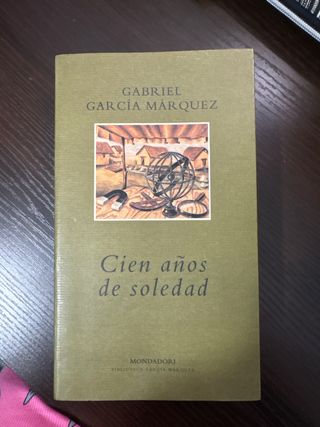 GABRIEL
GARCÍA MÁRQUEZ
Cien años
de soledad
MONDADORI
BIBLIOTECA GARCÍA MÁRQUEZ